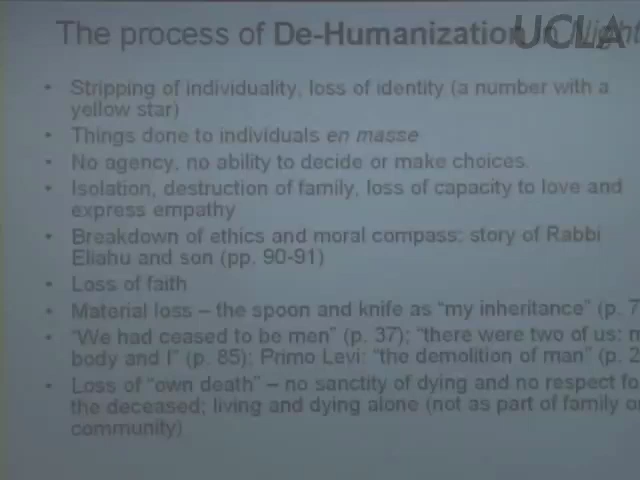 The process of De-Humanization in Night
UCLA
• Stripping of individuality, loss of identity (a number with a
yellow star)
• Things done to individuals en masse
• No agency, no ability to decide or make choices.
• Isolation, destruction of family, loss of capacity to love and
express empathy
• Breakdown of ethics and moral compass: story of Rabbi
Eliahu and son (pp. 90-91)
• Loss of faith
• Material loss – the spoon and knife as “my inheritance” (p. 7
• “We had ceased to be men” (p. 37); “there were two of us: m
body and I” (p. 85); Primo Levi: “the demolition of man” (p. 2
• Loss of “own death” – no sanctity of dying and no respect fo
the deceased; living and dying alone (not as part of family or
community)